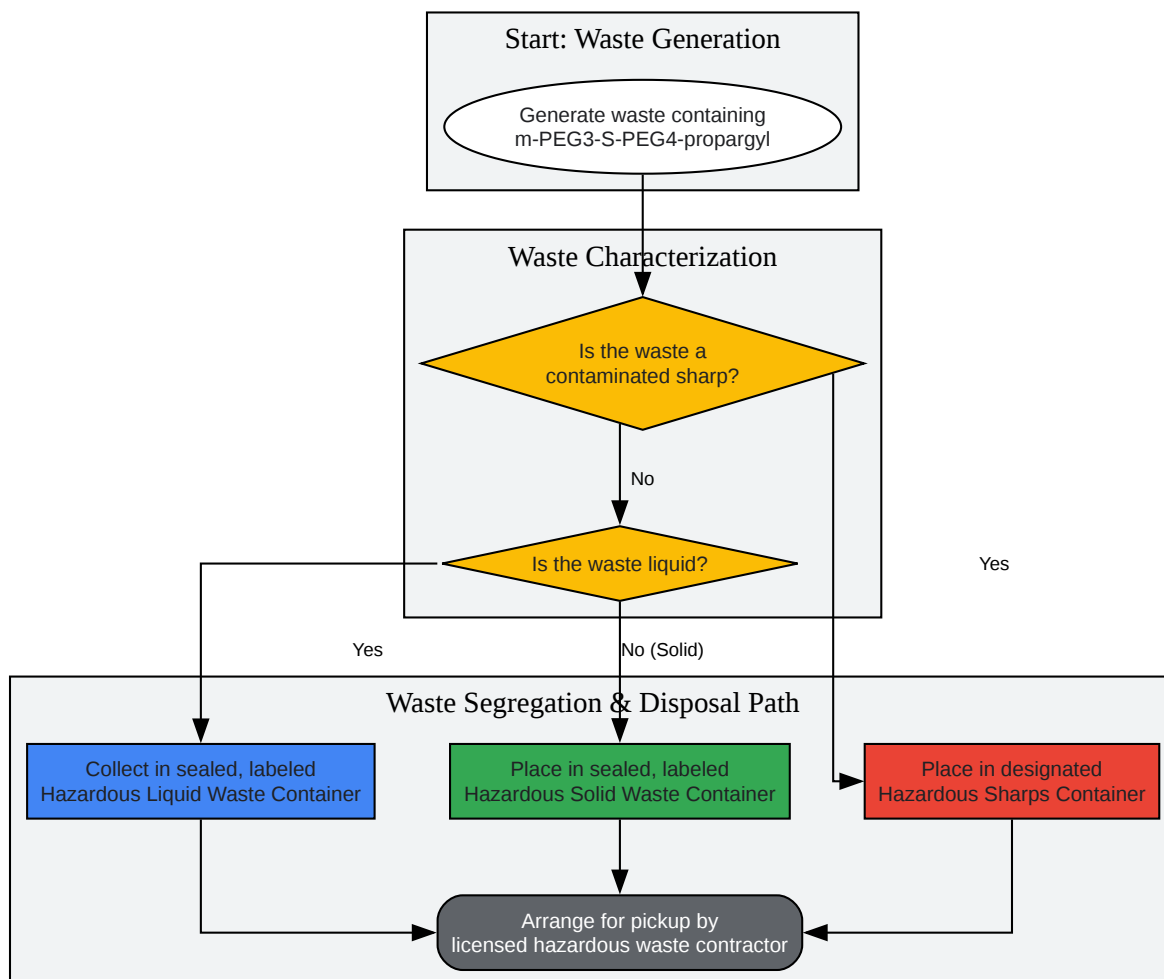 Start: Waste Generation
Generate waste containing
m-PEG3-S-PEG4-propargyl
Waste Characterization
Is the waste a
contaminated sharp?
No
Is the waste liquid?
Yes
Yes
No (Solid)
Waste Segregation & Disposal Path
Collect in sealed, labeled
Hazardous Liquid Waste Container
Place in sealed, labeled
Hazardous Solid Waste Container
Place in designated
Hazardous Sharps Container
Arrange for pickup by
licensed hazardous waste contractor